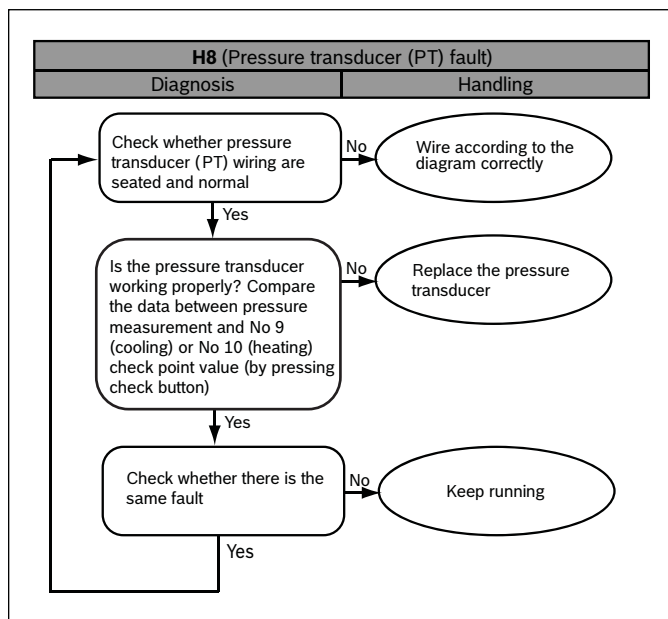 H8 (Pressure transducer (PT) fault)
Diagnosis
Handling
Check whether pressure
transducer (PT) wiring are
seated and normal
No
Wire according to the
diagram correctly
Yes
Is the pressure transducer
working properly? Compare
the data between pressure
measurement and No 9
(cooling) or No 10 (heating)
check point value (by pressing
check button)
No
Replace the pressure
transducer
Yes
Check whether there is the
same fault
No
Keep running
Yes